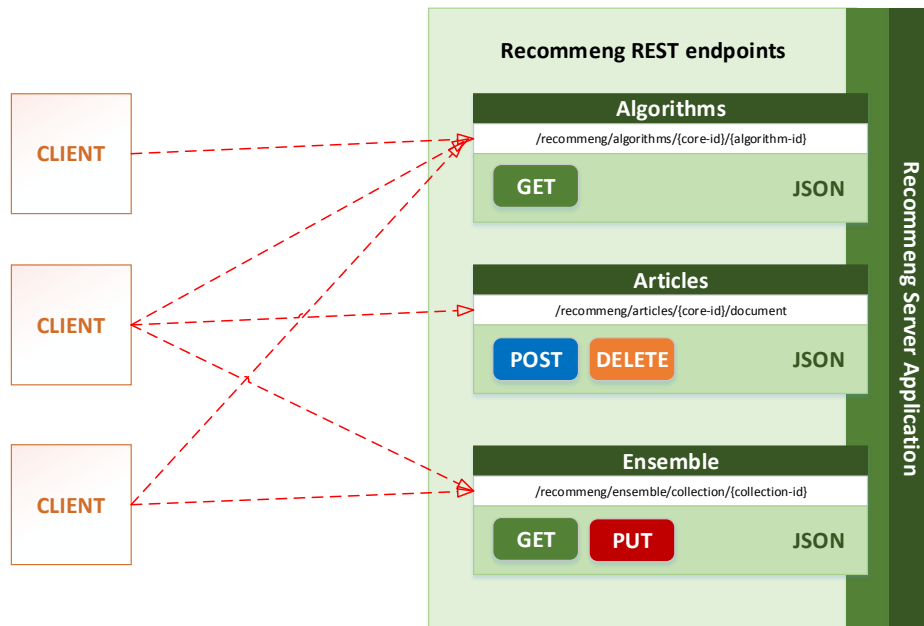 Recommeng REST endpoints
Algorithms
/recommeng/algorithms/{core-id}/{algorithm-id}
GET
JSON
Articles
/recommeng/articles/{core-id}/document
POST
DELETE
JSON
Ensemble
/recommeng/ensemble/collection/{collection-id}
GET
PUT
JSON
CLIENT
CLIENT
CLIENT
Recommeng Server Application